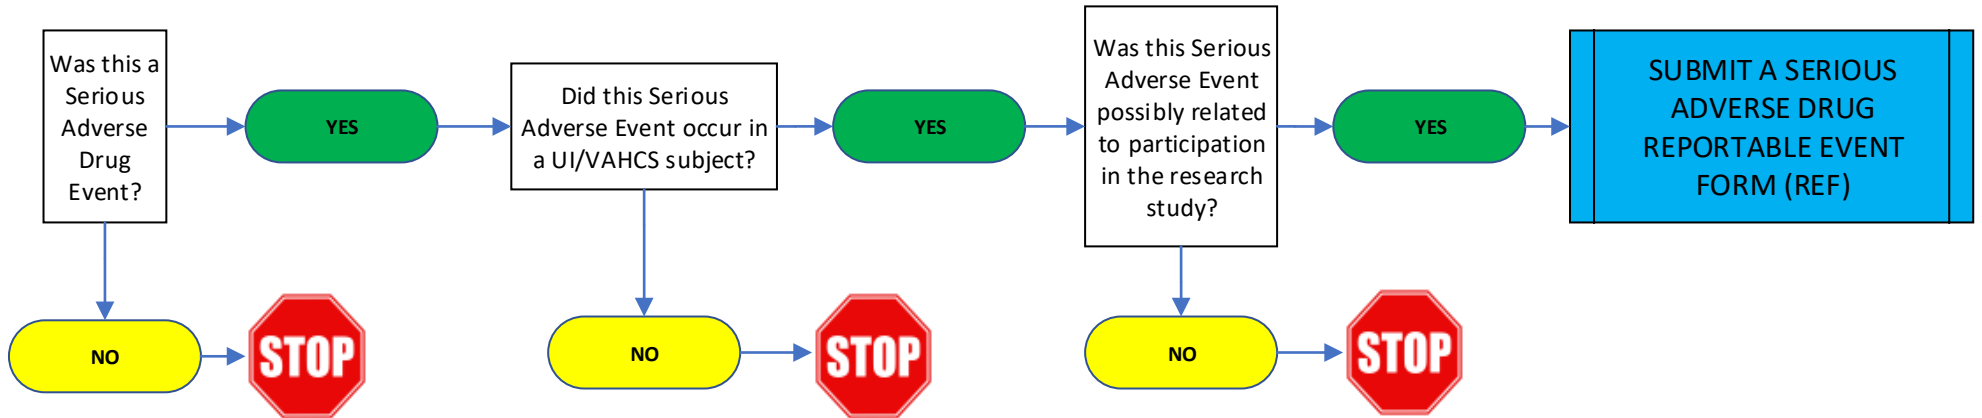 Was this a
Serious
Adverse
Drug
Event?
YES
Did this Serious
Adverse Event occur in
a UI/VAHCS subject?
YES
Was this Serious
Adverse Event
possibly related
to participation
in the research
study?
YES
SUBMIT A SERIOUS
ADVERSE DRUG
REPORTABLE EVENT
FORM (REF)
NO
STOP
NO
STOP
NO
STOP